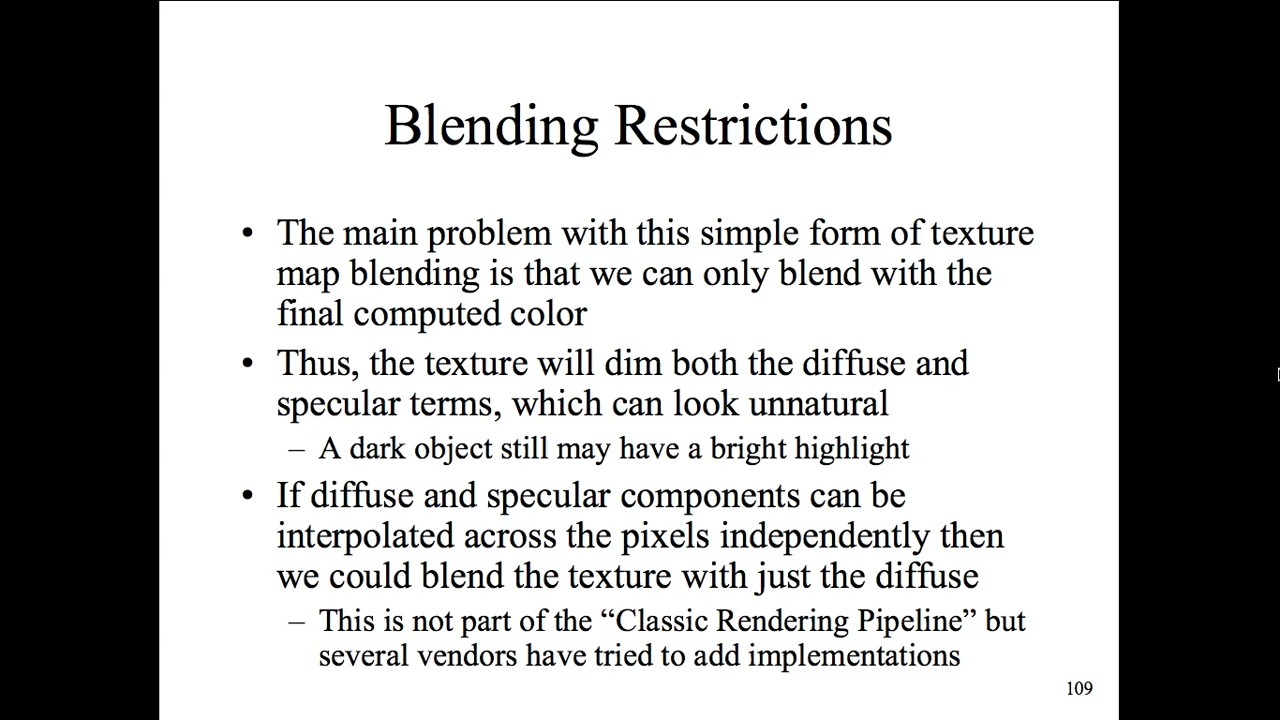 Blending Restrictions
• The main problem with this simple form of texture
map blending is that we can only blend with the
final computed color
• Thus, the texture will dim both the diffuse and
specular terms, which can look unnatural
– A dark object still may have a bright highlight
• If diffuse and specular components can be
interpolated across the pixels independently then
we could blend the texture with just the diffuse
– This is not part of the “Classic Rendering Pipeline” but
several vendors have tried to add implementations
109